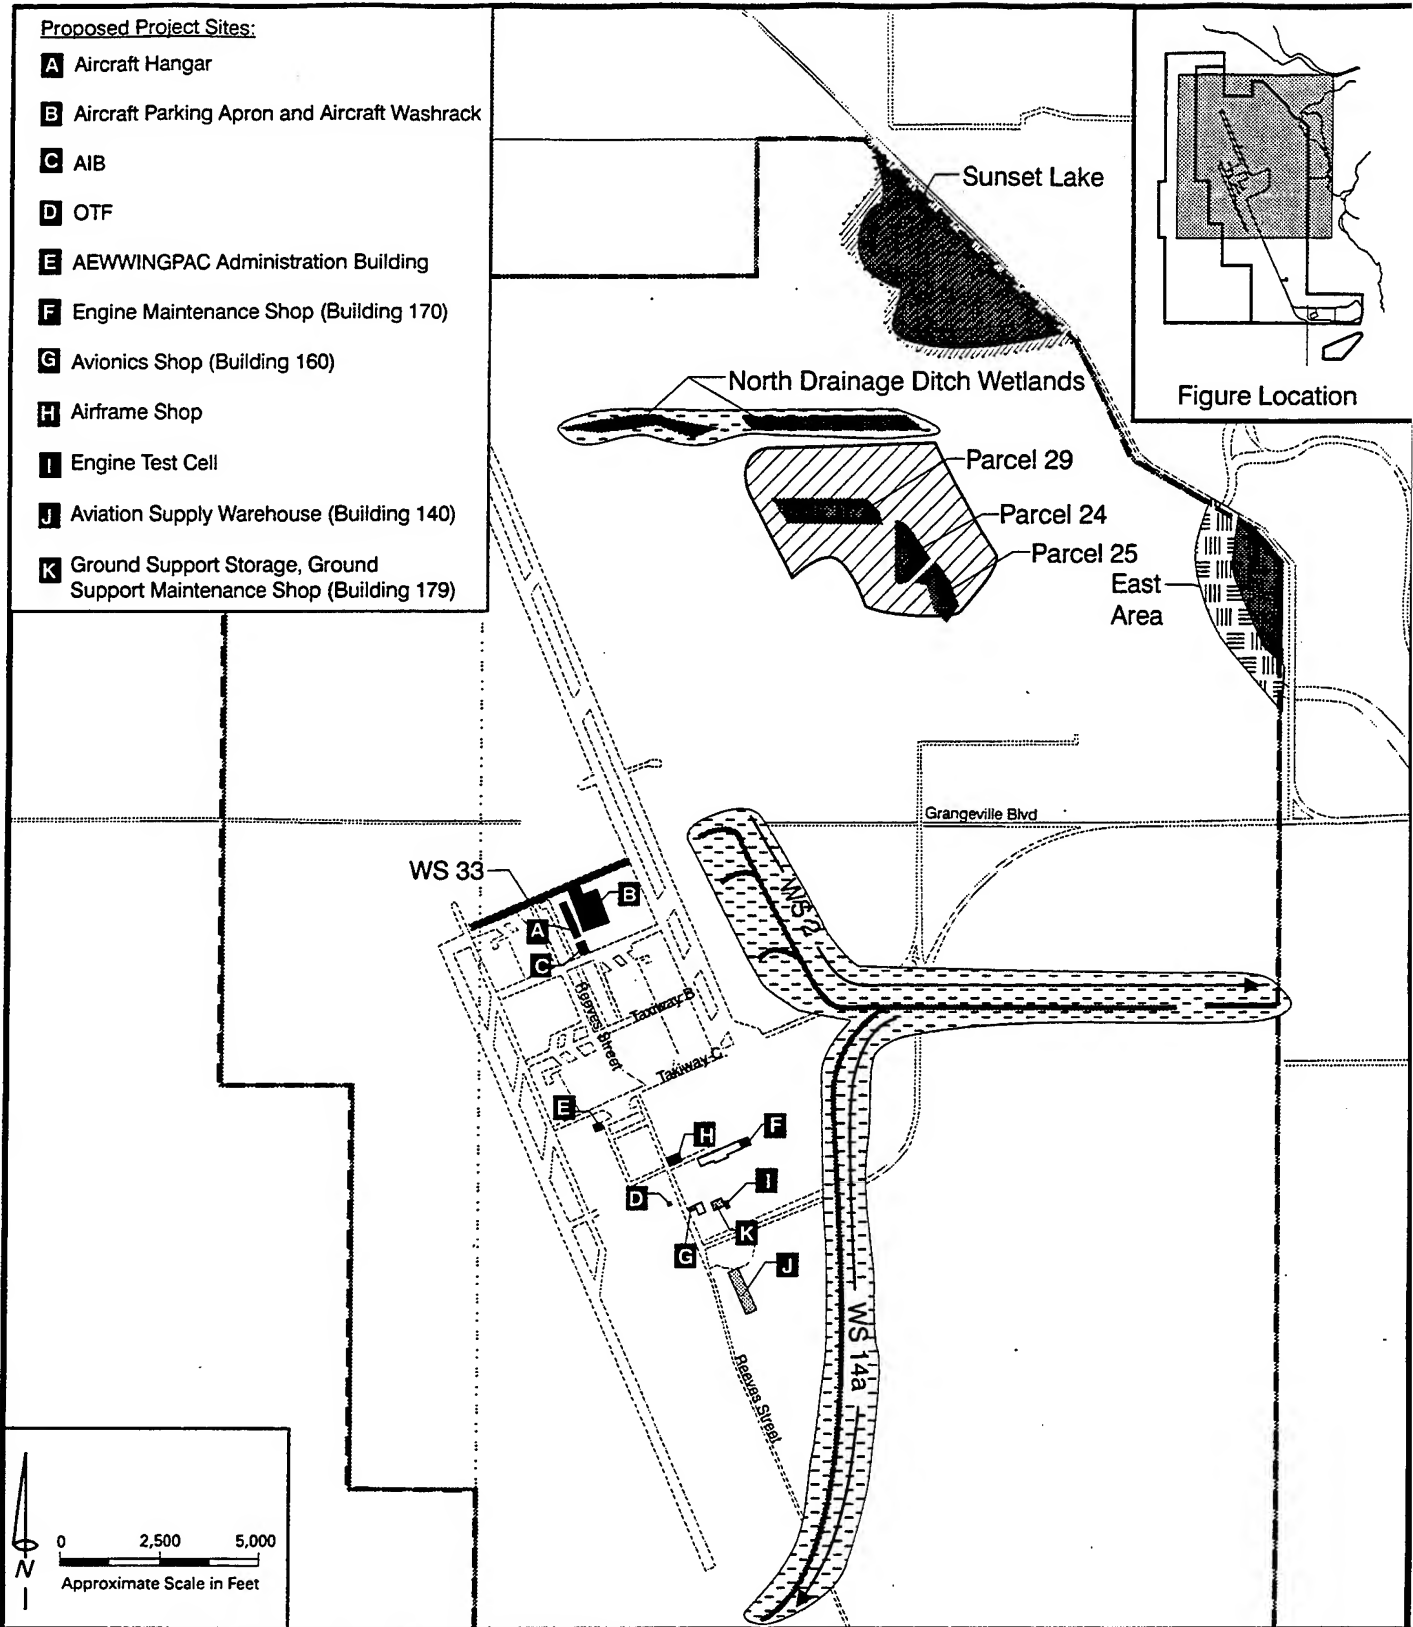 Proposed Project Sites:
A Aircraft Hangar
B Aircraft Parking Apron and Aircraft Washrack
C AIB
D OTF
E AEWWINGPAC Administration Building
F Engine Maintenance Shop (Building 170)
G Avionics Shop (Building 160)
H Airframe Shop
I Engine Test Cell
J Aviation Supply Warehouse (Building 140)
K Ground Support Storage, Ground
Support Maintenance Shop (Building 179)
Figure Location
Sunset Lake
North Drainage Ditch Wetlands
Parcel 29
Parcel 24
Parcel 25
East
Area
Grangeville Blvd
WS 33
B
A
C
WS 2
Reeves Street
Taxiway B
Takiway C
E
H
F
D
I
G
K
J
WS 14a
Reeves Street
N
0 2,500 5,000
Approximate Scale in Feet